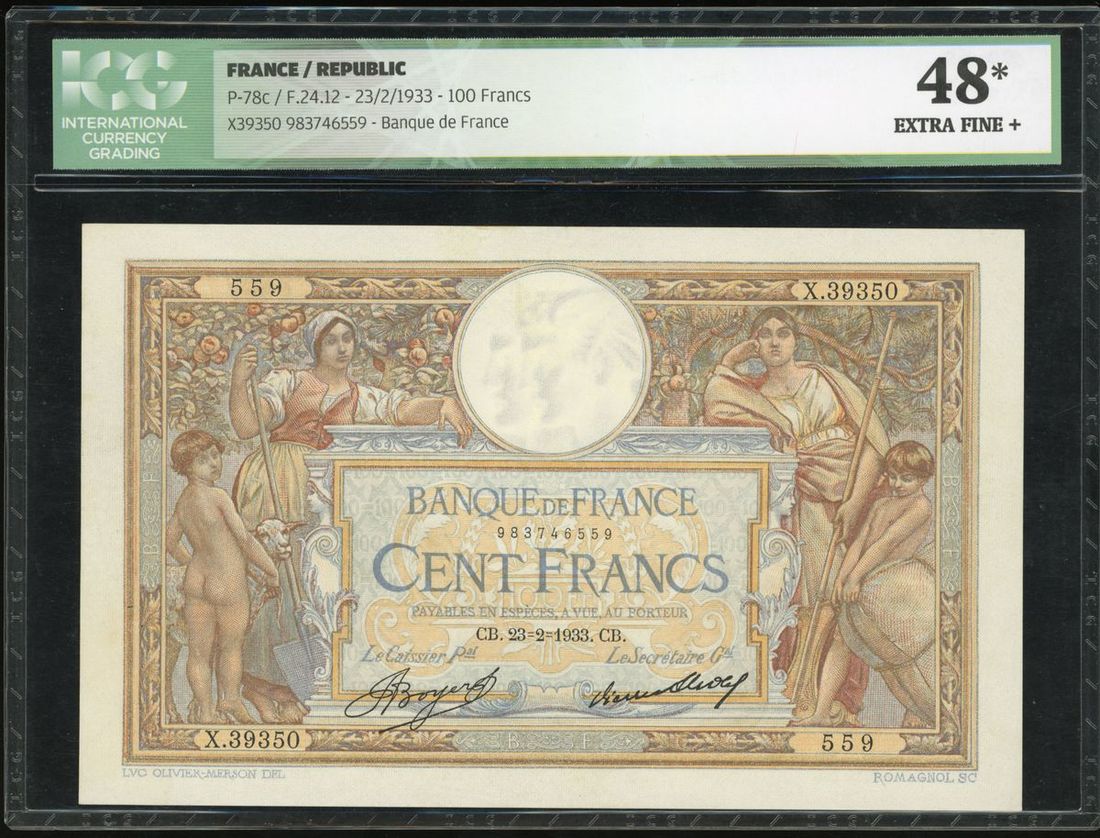 ICG
INTERNATIONAL
CURRENCY
GRADING
FRANCE / REPUBLIC
P-78c / F.24.12 - 23/2/1933 - 100 Francs
X39350 983746559 - Banque de France
48*
EXTRA FINE +
559
X.39350
BANQUE DE FRANCE
983746559
CENT FRANCS
PAYABLES EN ESPÈCES, A VUE, AU PORTEUR
CB. 23=2=1933. CB.
Le Caissier Pal
Le Secrétaire Gal
X.39350
B F
559
LVC OLIVIER-MERSON DEL
ROMAGNOL SC